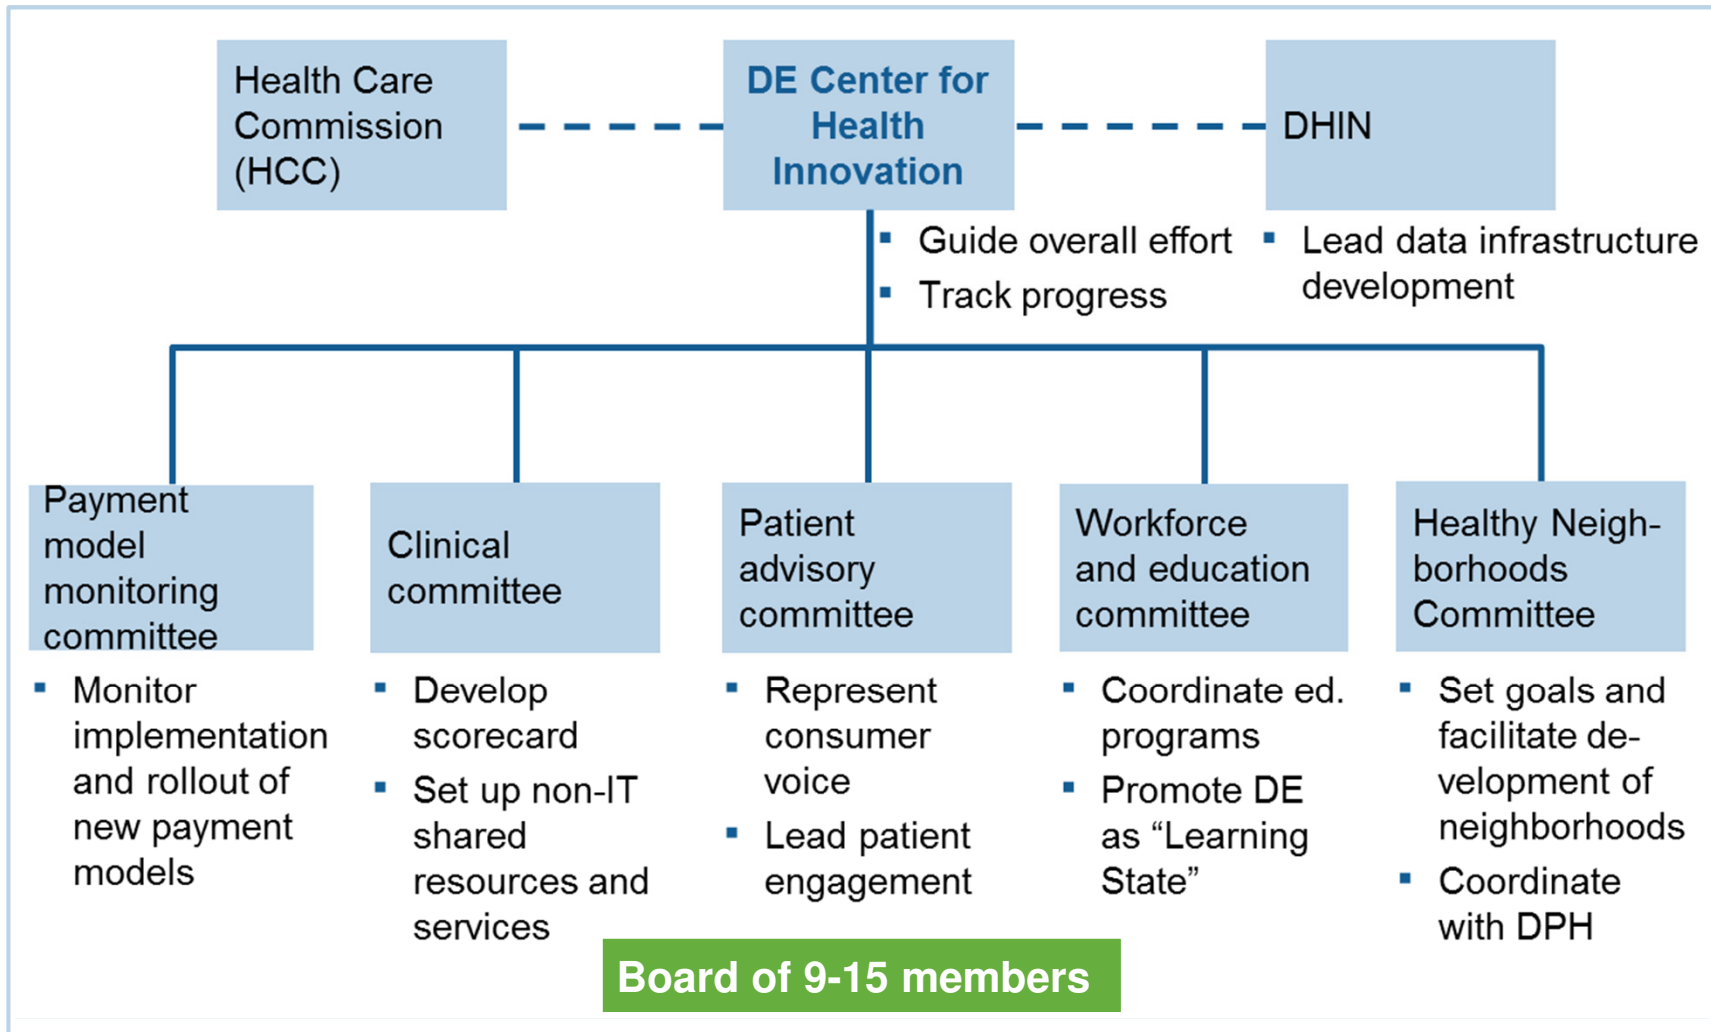 Health Care
Commission
(HCC)
DE Center for
Health
Innovation
DHIN
▪ Guide overall effort
▪ Track progress
▪ Lead data infrastructure
development
Payment
model
monitoring
committee
▪ Monitor
implementation
and rollout of
new payment
models
Clinical
committee
▪ Develop
scorecard
▪ Set up non-IT
shared
resources and
services
Patient
advisory
committee
▪ Represent
consumer
voice
▪ Lead patient
engagement
Workforce
and education
committee
▪ Coordinate ed.
programs
▪ Promote DE
as “Learning
State”
Healthy Neigh-
borhoods
Committee
▪ Set goals and
facilitate de-
velopment of
neighborhoods
▪ Coordinate
with DPH
Board of 9-15 members